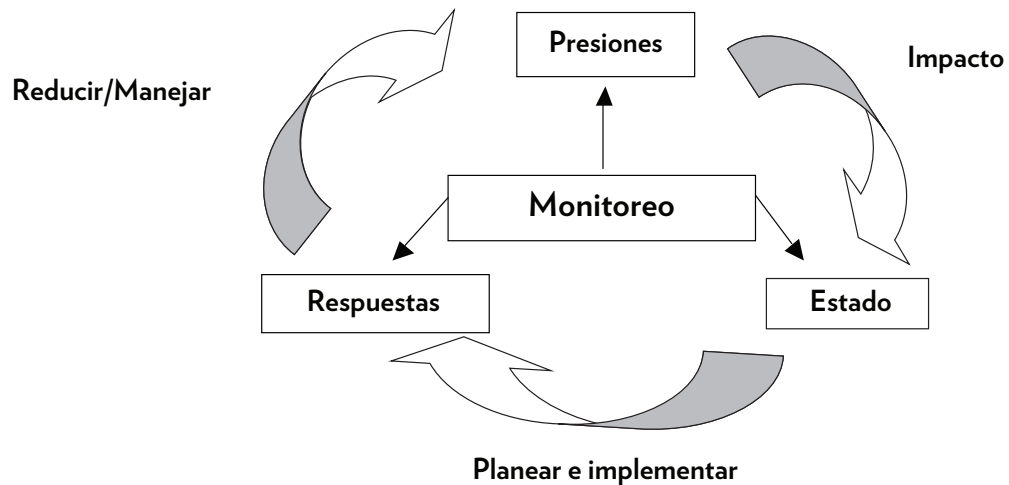 Presiones
Impacto
Reducir/Manejar
Monitoreo
Respuestas
Estado
Planear e implementar